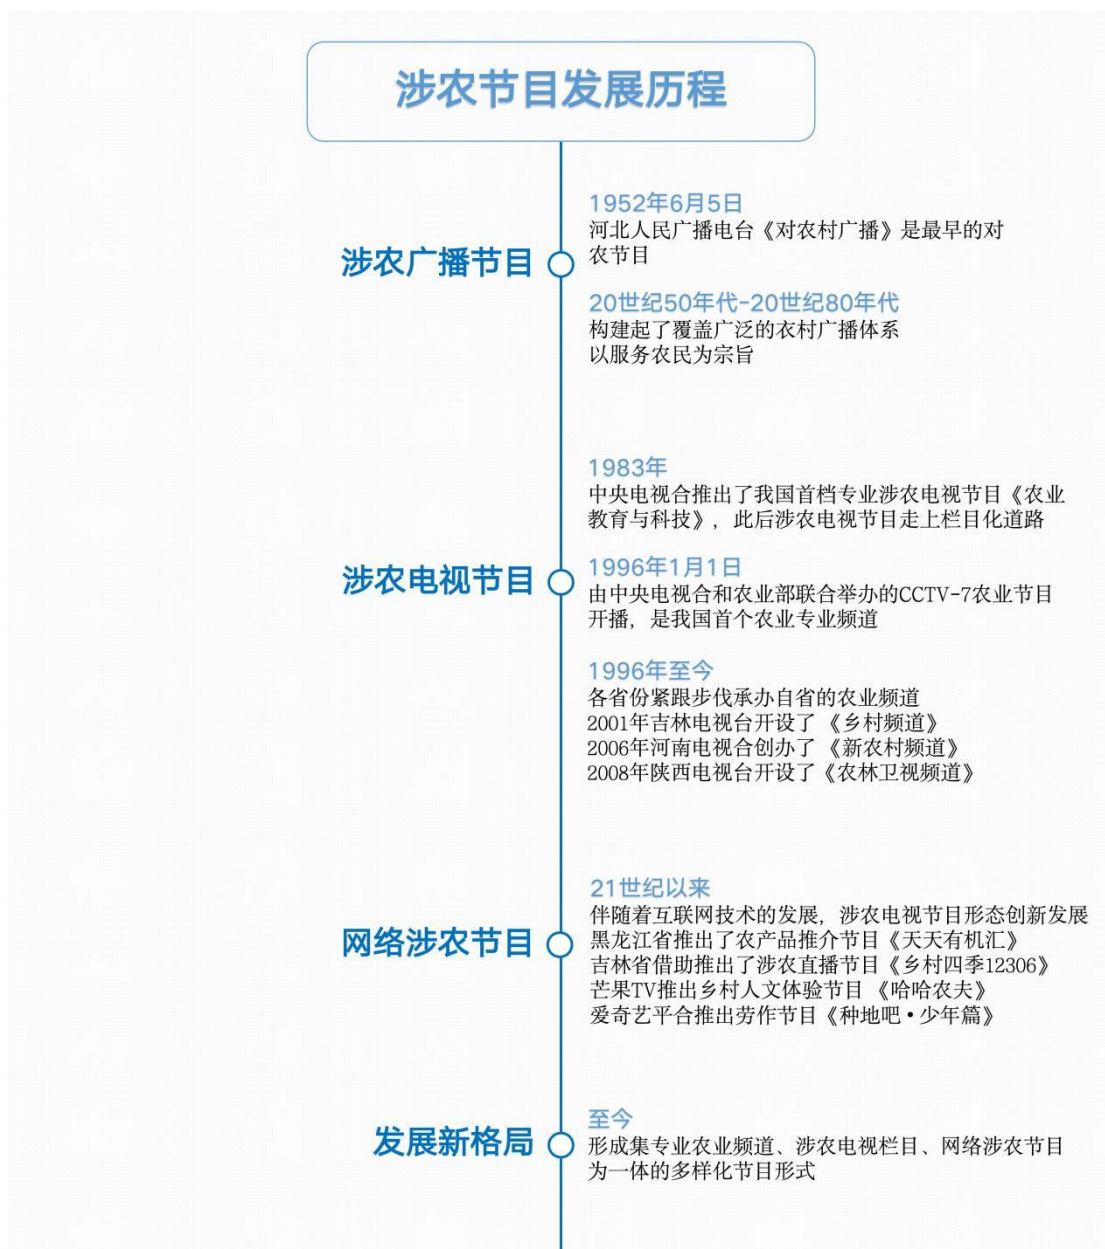 涉农节目发展历程
涉农广播节目
1952年6月5日
河北人民广播电台《对农村广播》是最早的对
农节目
20世纪50年代-20世纪80年代
构建起了覆盖广泛的衣村广播体系
以服务农民为宗旨
涉农电视节目
1983年
中央电视合推出了我国首档专业涉农电视节目《农业
教育与科技》，此后涉农电视节目走上栏目化道路
1996年1月1日
由中央电视合和农业部联合举办的CCTV-7农业节目
开播，是我国首个农业专业频道
1996年至今
各省份紧跟步伐承办自省的农业频道
2001年吉林电视台开设了《乡村频道》
2006年河南电视合创办了《新农村频道》
2008年陕西电视台开设了《农林卫视频道》
网络涉农节目
21世纪以来
伴随着互联网技术的发展，涉农电视节目形态创新发展
黑龙江省推出了农产品推介节目《天天有机汇》
吉林省借助推出了涉农直播节目《乡村四季12306》
芒果TV推出乡村人文体验节目《哈哈农夫》
爱奇艺平合推出劳作节目《种地吧•少年篇》
发展新格局
至今
形成集专业农业频道、涉农电视栏目、网络涉农节目
为一体的多样化节目形式